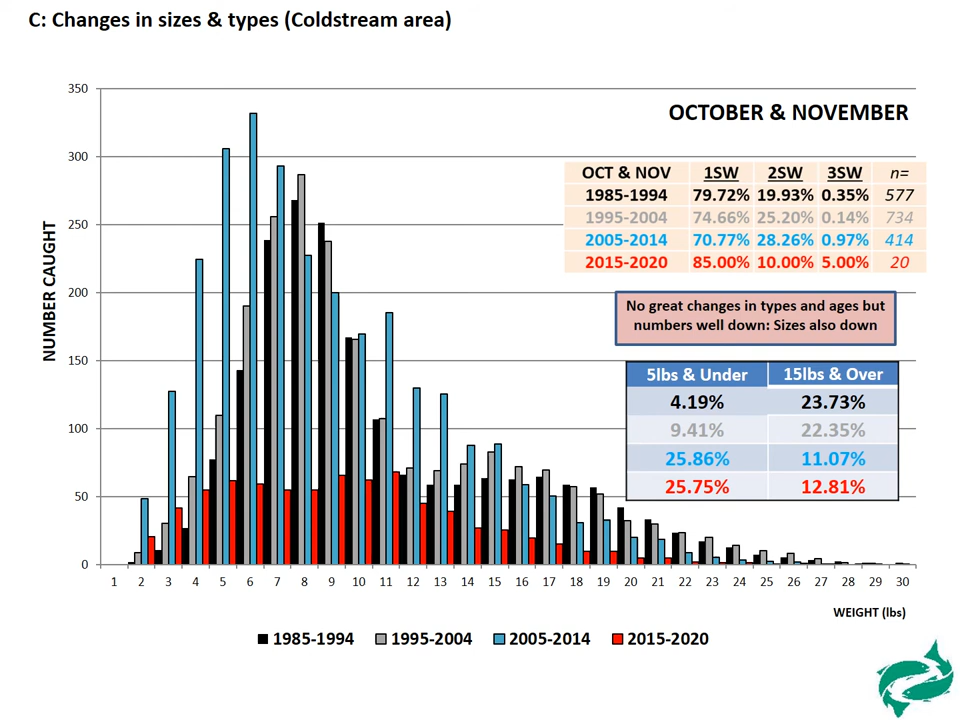 C: Changes in sizes & types (Coldstream area)
OCTOBER & NOVEMBER
OCT & NOV 1SW 2SW 3SW n=
1985-1994 79.72% 19.93% 0.35% 577
1995-2004 74.66% 25.20% 0.14% 734
2005-2014 70.77% 28.26% 0.97% 414
2015-2020 85.00% 10.00% 5.00% 20
No great changes in types and ages but
numbers well down: Sizes also down
5lbs & Under 15lbs & Over
4.19% 23.73%
9.41% 22.35%
25.86% 11.07%
25.75% 12.81%
NUMBER CAUGHT
350
300
250
200
150
100
50
0
1 2 3 4 5 6 7 8 9 10 11 12 13 14 15 16 17 18 19 20 21 22 23 24 25 26 27 28 29 30
WEIGHT (lbs)
1985-1994 1995-2004 2005-2014 2015-2020